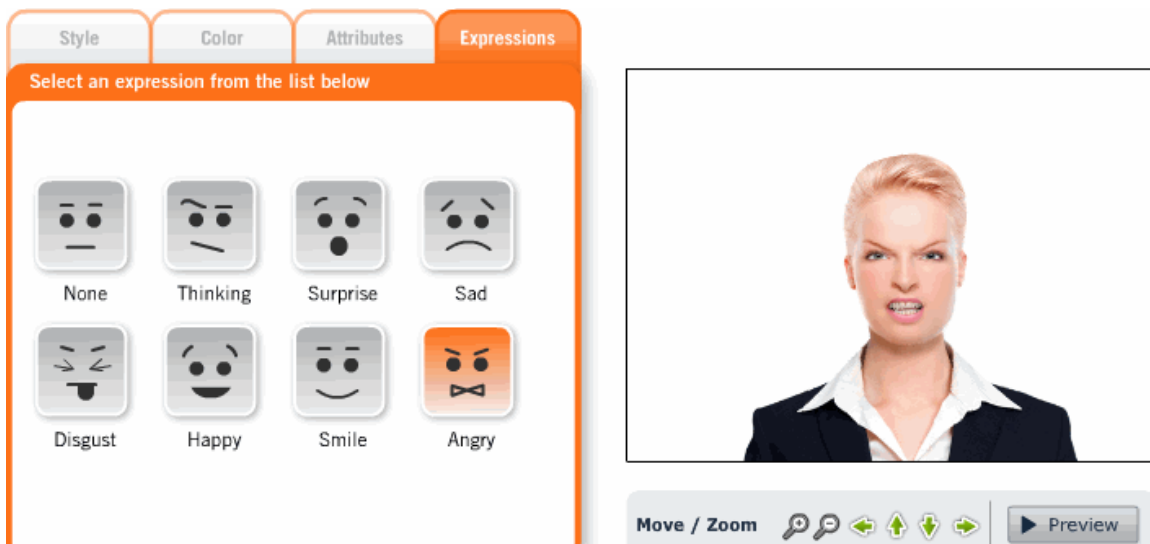 Style Color Attributes Expressions
Select an expression from the list below
None Thinking Surprise Sad
Disgust Happy Smile Angry
Move / Zoom Preview